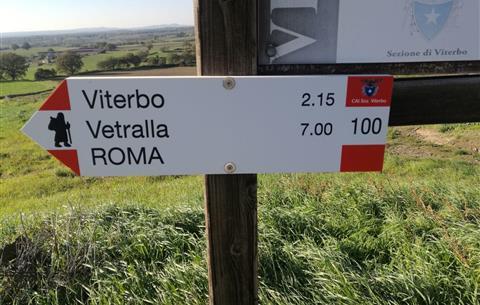 Sezione di Viterbo
Viterbo 2.15
CAI Sez. Viterbo
Vetralla 7.00 100
ROMA